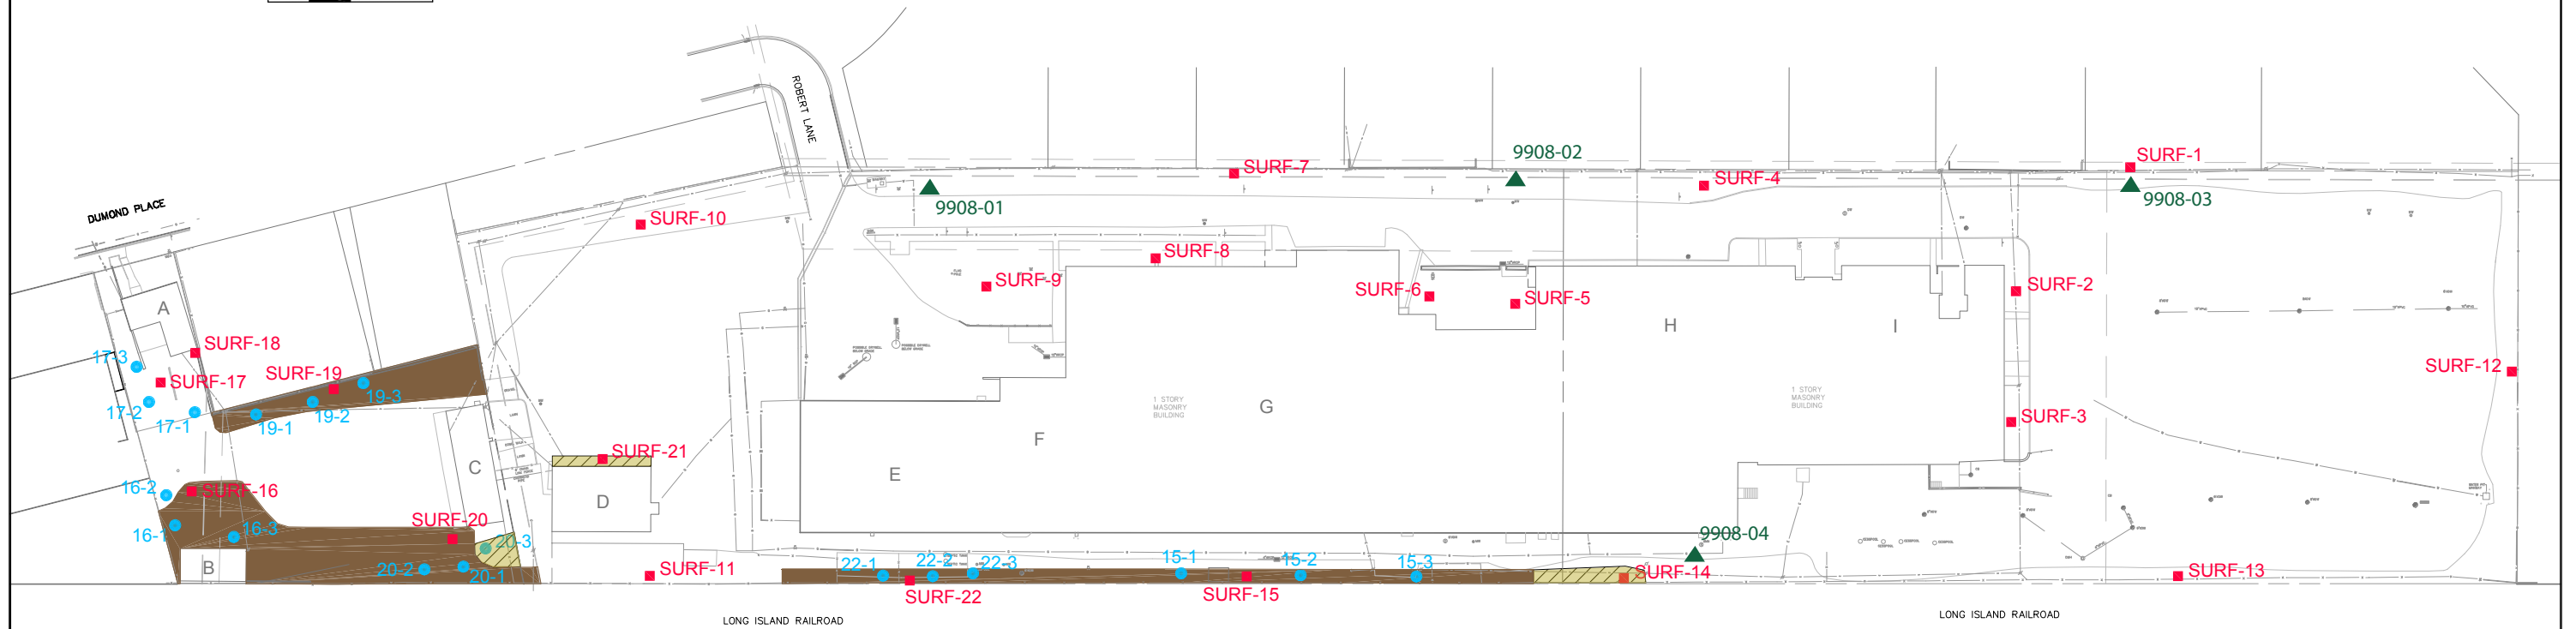 ROBERT LANE
DUMOND PLACE
SURF-1
SURF-7
9908-02
SURF-4
9908-01
9908-03
SURF-10
SURF-8
SURF-9
SURF-6
SURF-5
SURF-2
A
H
I
SURF-18
17-3
SURF-17
SURF-19
19-3
SURF-12
17-2
17-1
19-1
19-2
1 STORY
MASONRY
BUILDING
G
1 STORY
MASONRY
BUILDING
SURF-3
F
E
C
SURF-21
D
16-2
SURF-16
16-1
16-3
SURF-20
20-3
B
20-2
20-1
SURF-11
22-1
22-2
22-3
15-1
15-2
15-3
9908-04
SURF-14
SURF-13
SURF-22
SURF-15
LONG ISLAND RAILROAD
LONG ISLAND RAILROAD